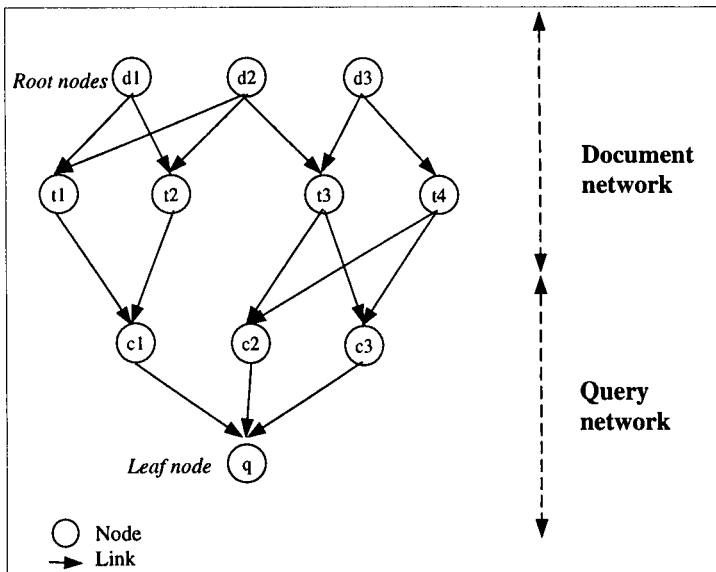 Root nodes d1 d2 d3
Document
network
t1 t2 t3 t4
c1 c2 c3
Query
network
Leaf node q
Node
Link